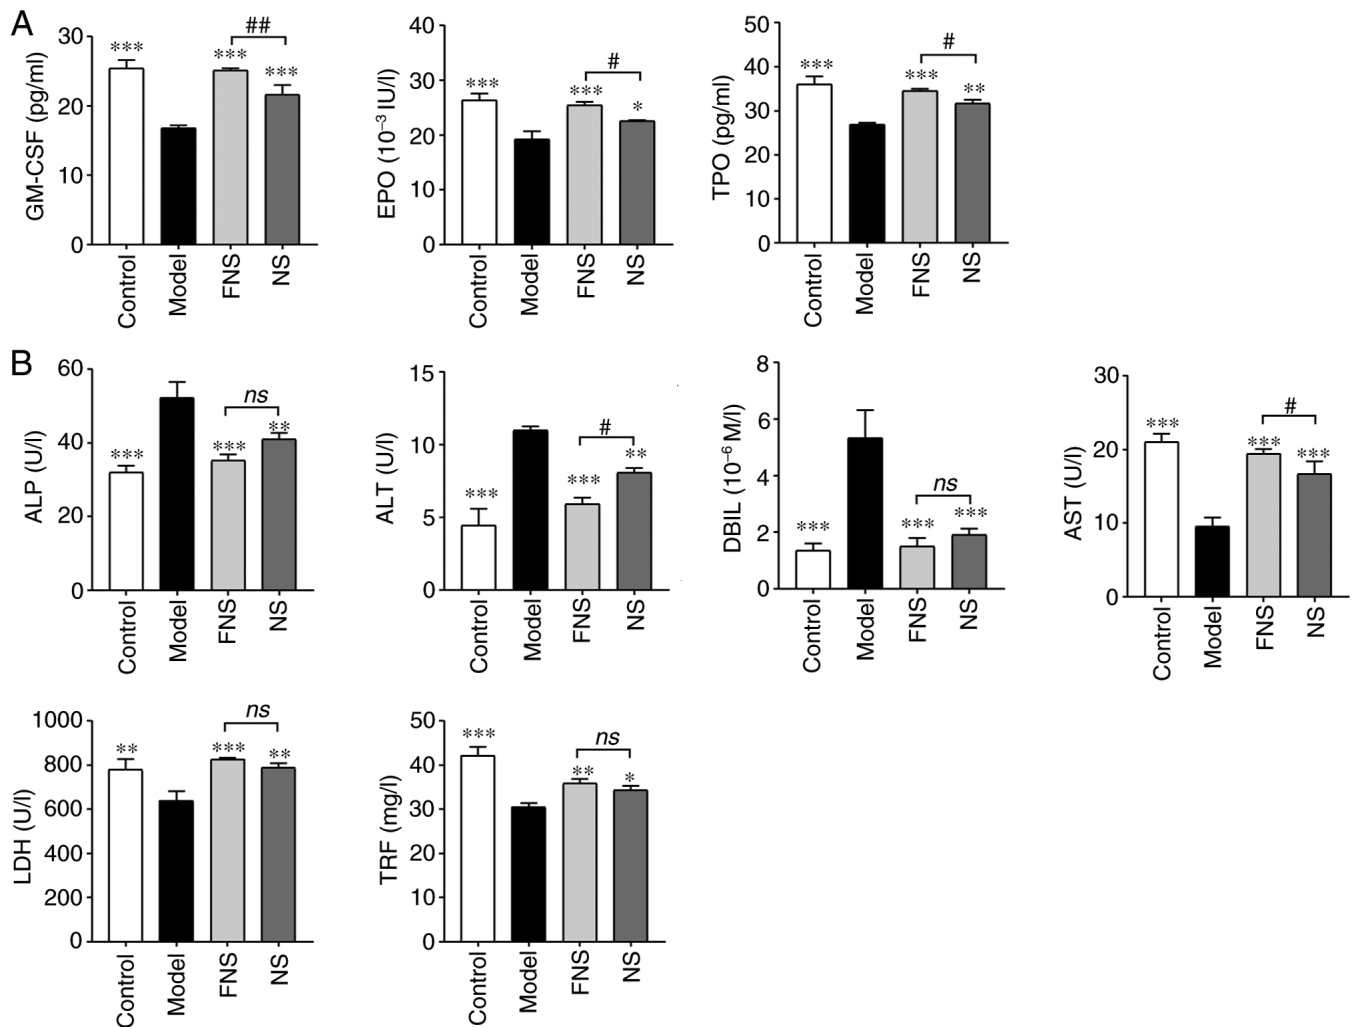 A
GM-CSF (pg/ml)
30
20
10
0
***
***
***
##
Control
Model
FNS
NS
EPO (10⁻³ IU/l)
40
30
20
10
0
***
***
*
#
Control
Model
FNS
NS
TPO (pg/ml)
50
40
30
20
10
0
***
***
**
#
Control
Model
FNS
NS
B
ALP (U/l)
60
40
20
0
***
***
**
ns
Control
Model
FNS
NS
ALT (U/l)
15
10
5
0
***
***
**
#
Control
Model
FNS
NS
DBIL (10⁻⁶ M/l)
8
6
4
2
0
***
***
***
ns
Control
Model
FNS
NS
AST (U/l)
30
20
10
0
***
***
***
#
Control
Model
FNS
NS
LDH (U/l)
1000
800
600
400
200
0
**
***
**
ns
Control
Model
FNS
NS
TRF (mg/l)
50
40
30
20
10
0
***
**
*
ns
Control
Model
FNS
NS